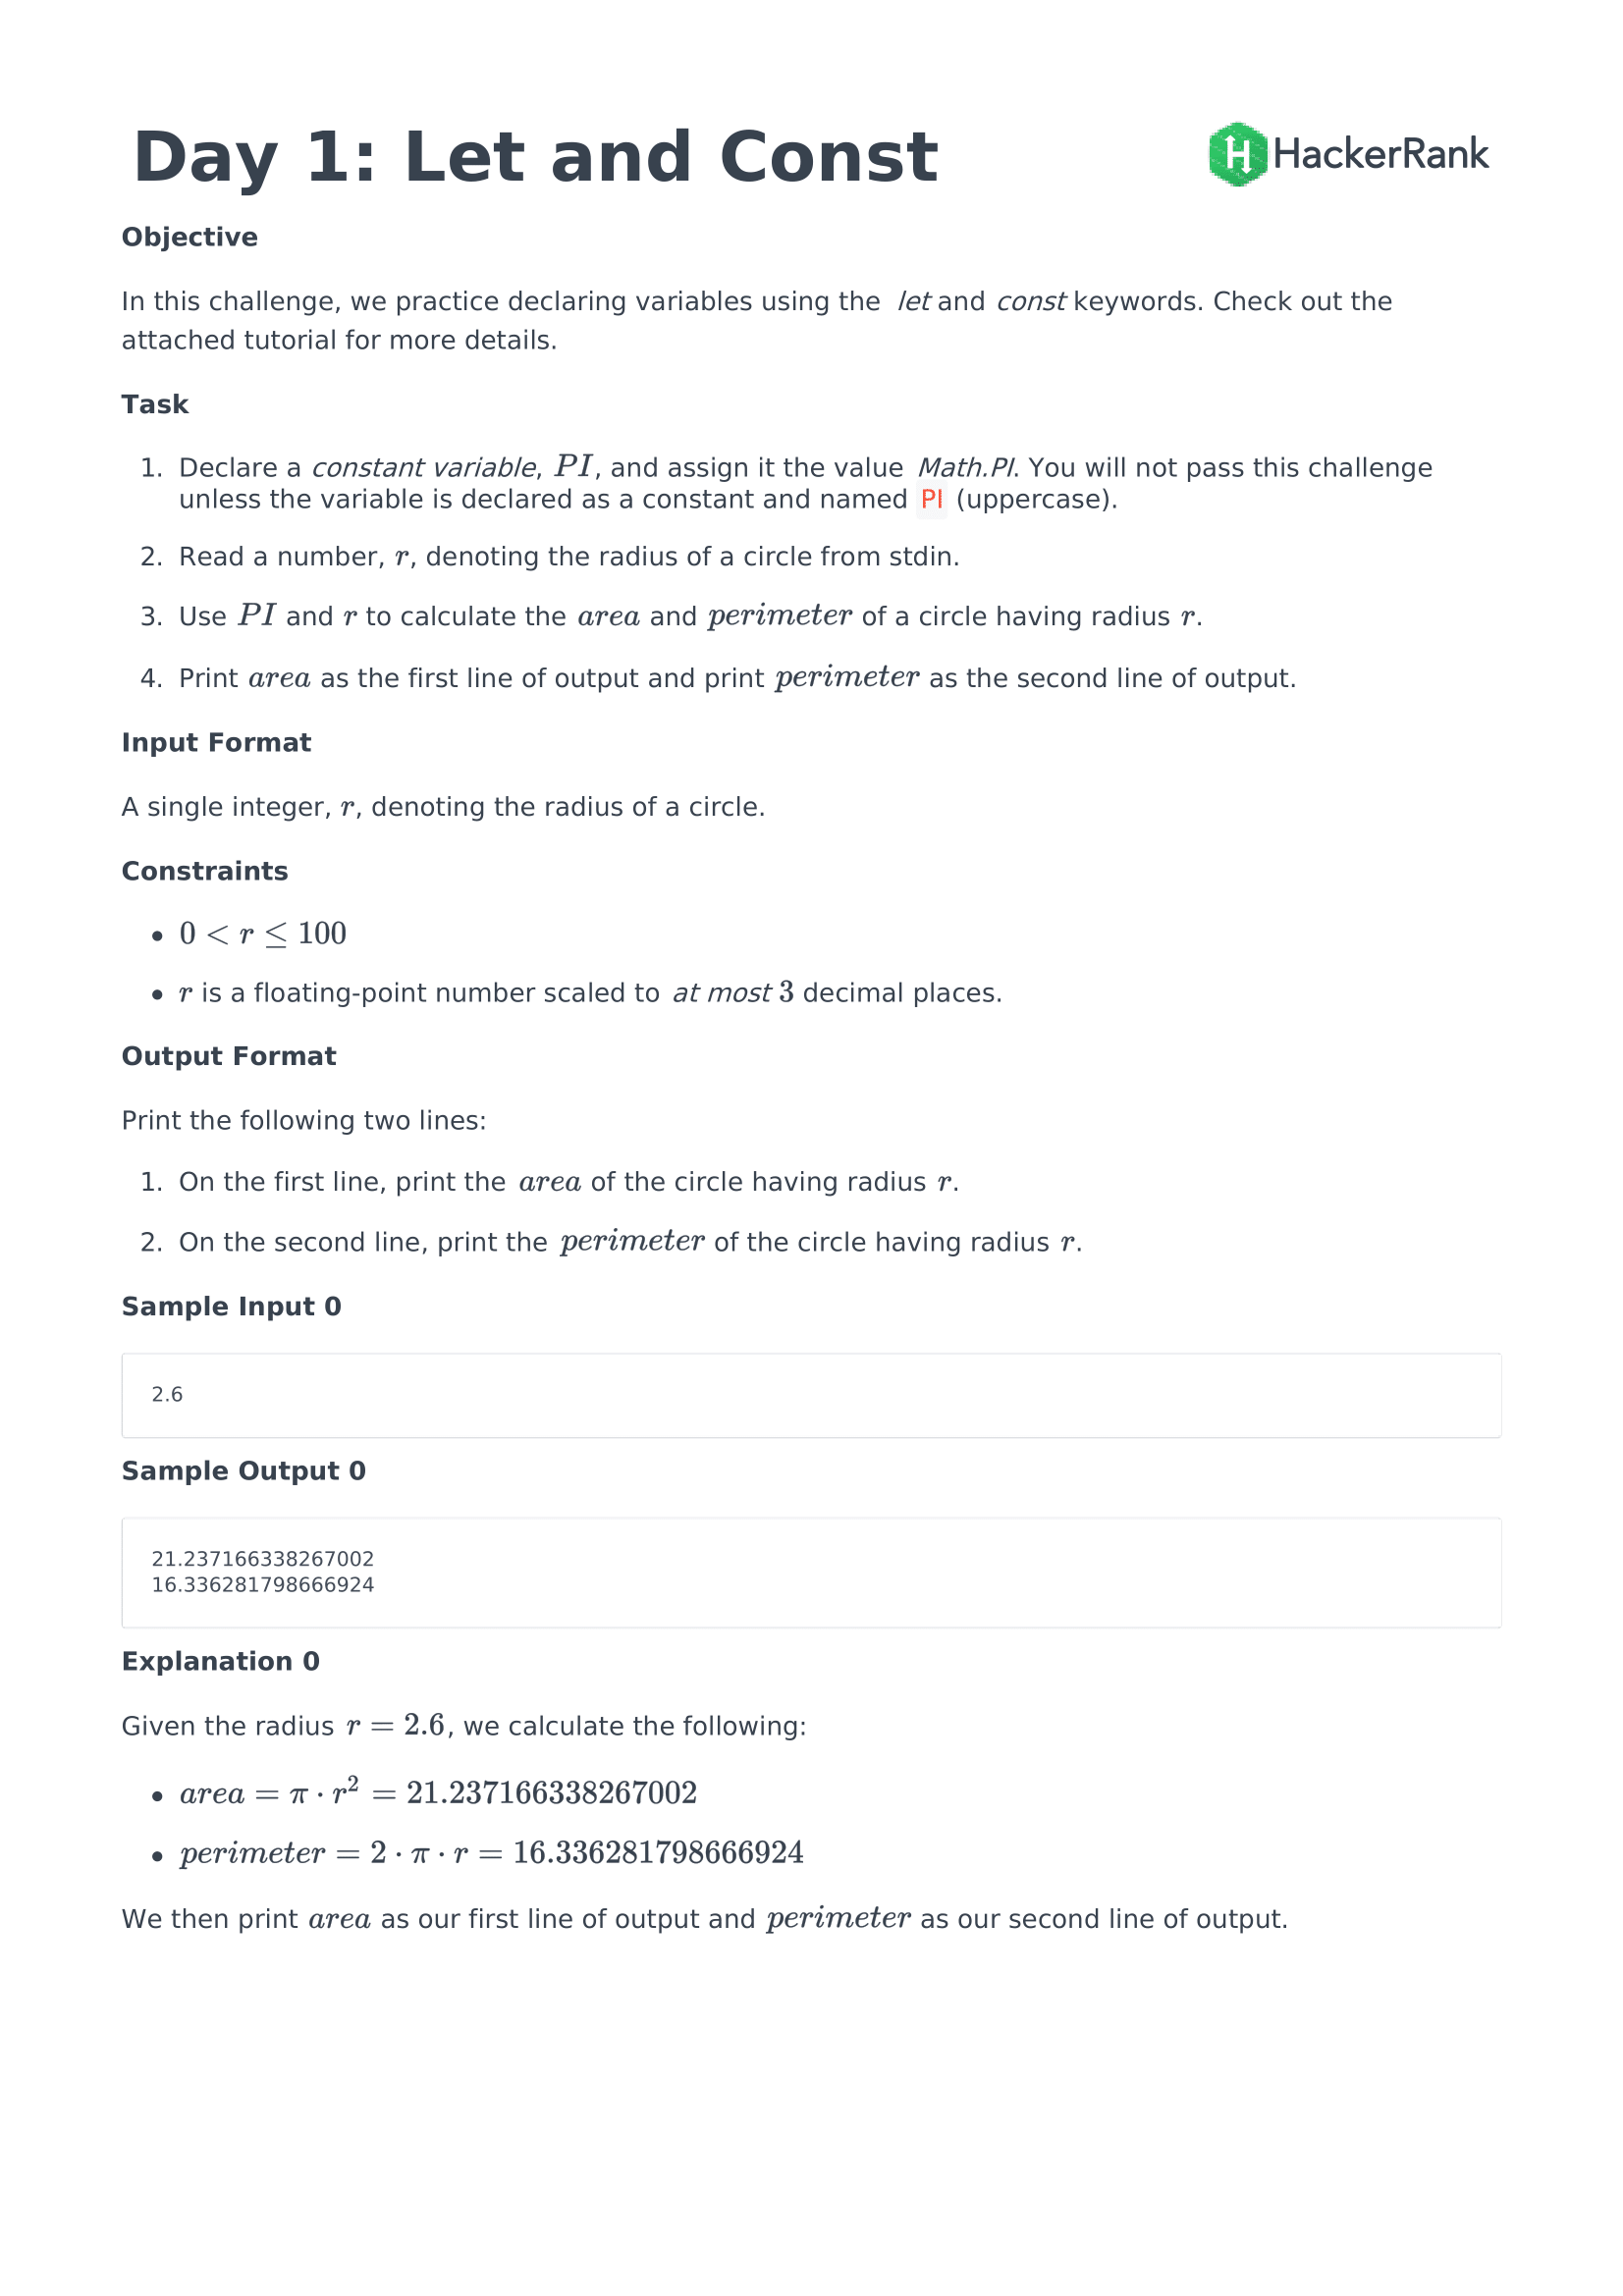 Day 1: Let and Const
HackerRank
Objective
In this challenge, we practice declaring variables using the let and const keywords. Check out the
attached tutorial for more details.
Task
1. Declare a constant variable, PI, and assign it the value Math.PI. You will not pass this challenge
unless the variable is declared as a constant and named PI (uppercase).
2. Read a number, r, denoting the radius of a circle from stdin.
3. Use PI and r to calculate the area and perimeter of a circle having radius r.
4. Print area as the first line of output and print perimeter as the second line of output.
Input Format
A single integer, r, denoting the radius of a circle.
Constraints
• 0 < r ≤ 100
• r is a floating-point number scaled to at most 3 decimal places.
Output Format
Print the following two lines:
1. On the first line, print the area of the circle having radius r.
2. On the second line, print the perimeter of the circle having radius r.
Sample Input 0
2.6
Sample Output 0
21.237166338267002
16.336281798666924
Explanation 0
Given the radius r = 2.6, we calculate the following:
• area = π · r² = 21.237166338267002
• perimeter = 2 · π · r = 16.336281798666924
We then print area as our first line of output and perimeter as our second line of output.